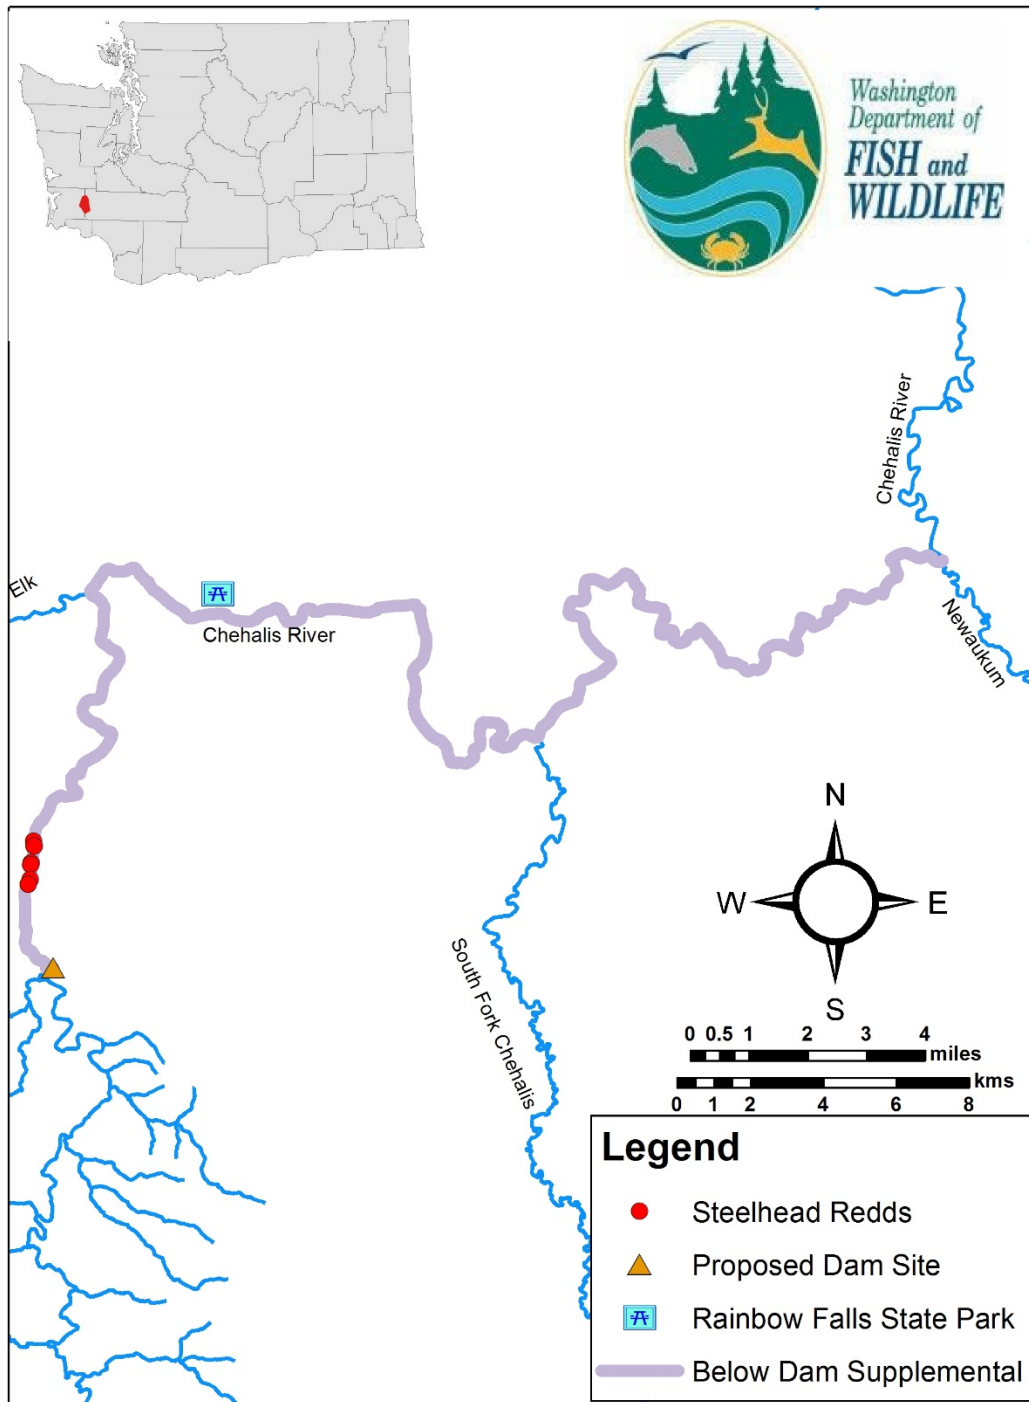 Washington
Department of
FISH and
WILDLIFE
Chehalis River
Elk
Chehalis River
Newaukum
South Fork Chehalis
N
W E
S
0 0.5 1 2 3 4
miles
kms
0 1 2 4 6 8
Legend
Steelhead Redds
Proposed Dam Site
Rainbow Falls State Park
Below Dam Supplemental